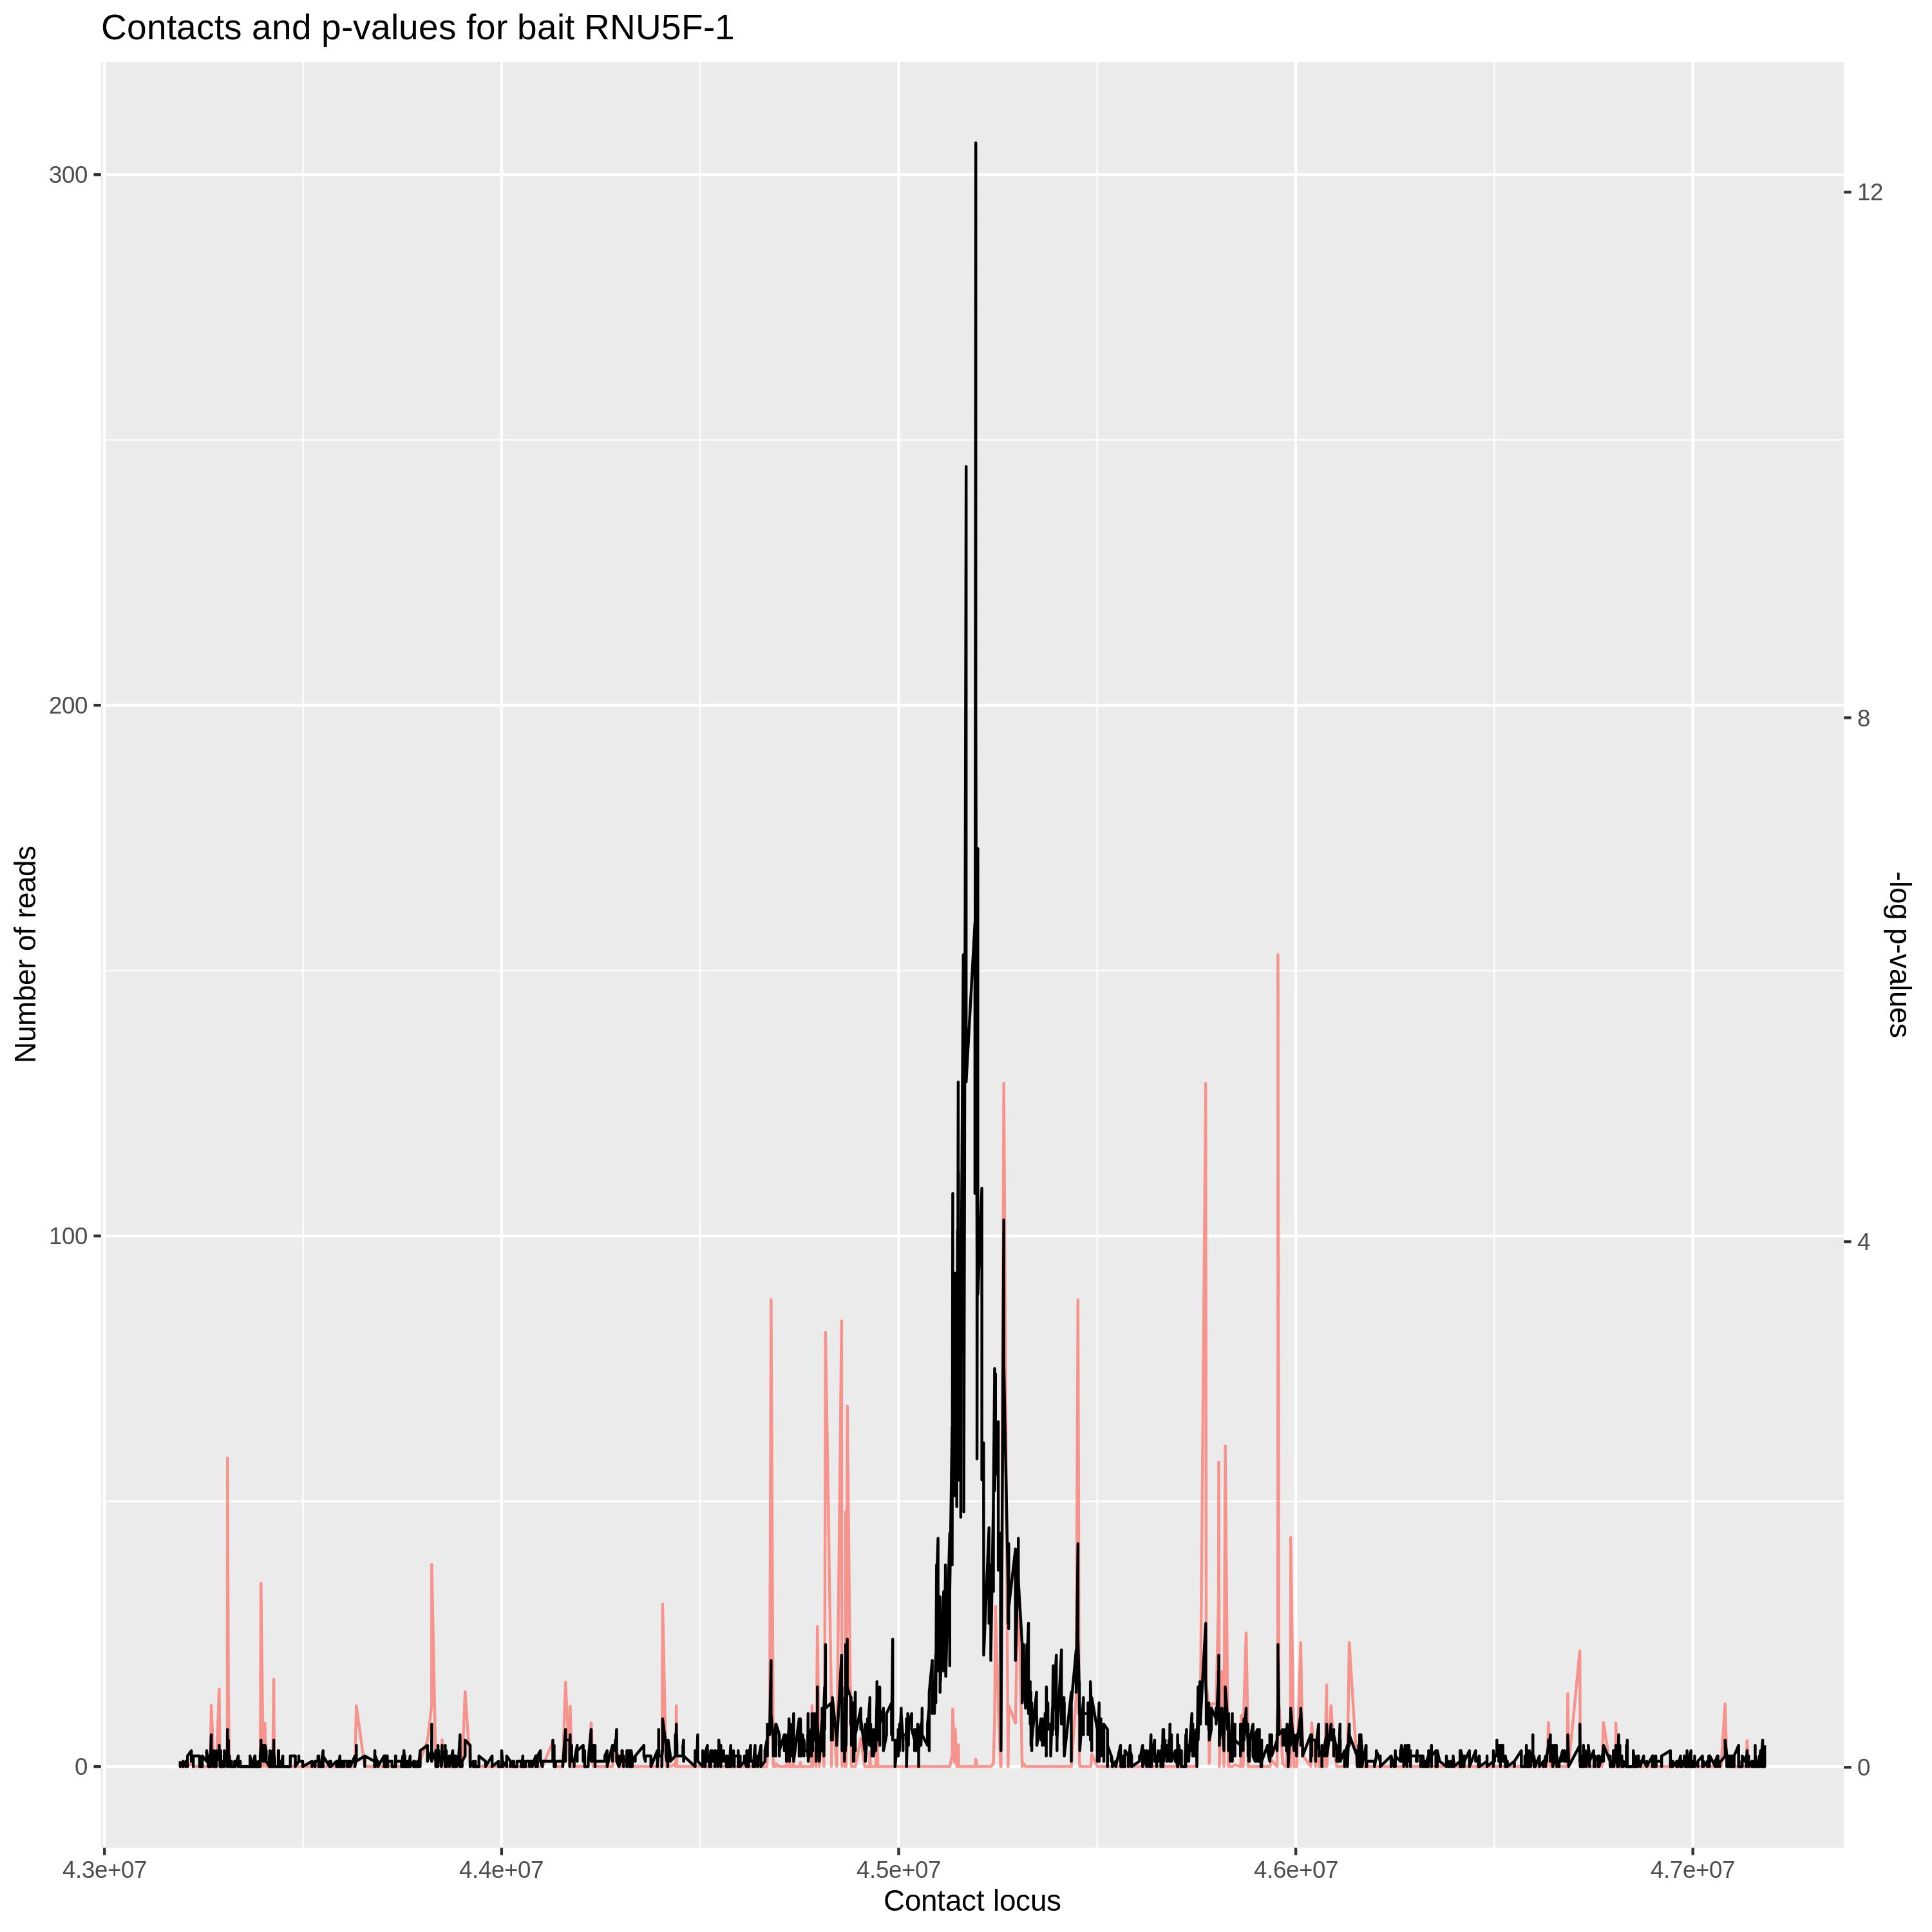 Contacts and p-values for bait RNU5F-1
300
200
100
0
Number of reads
12
8
4
0
-log p-values
4.3e+07
4.4e+07
4.5e+07
4.6e+07
4.7e+07
Contact locus